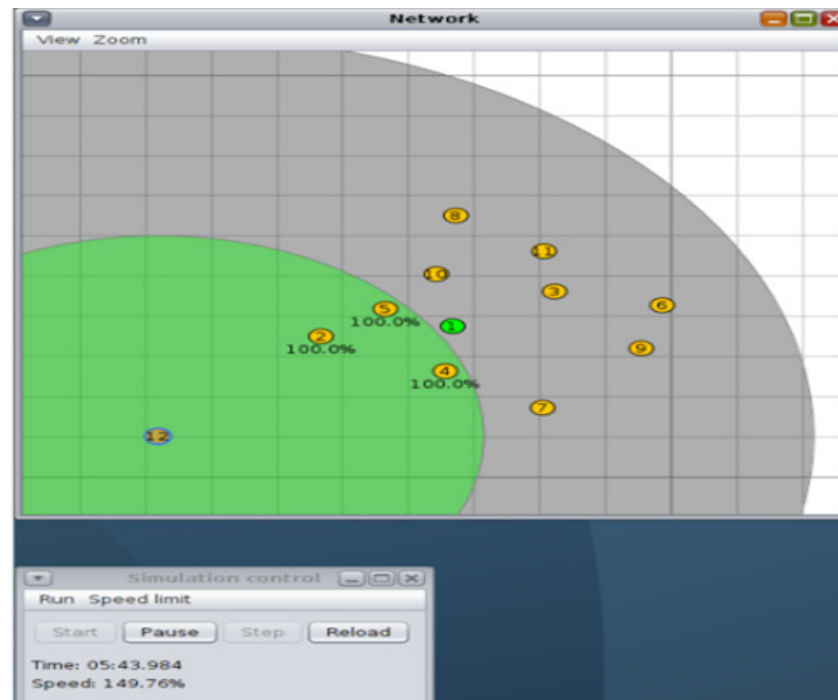 Network
View Zoom
8
11
10
3
6
5
100.0%
1
2
100.0%
9
4
100.0%
7
12
Simulation control
Run Speed limit
Start Pause Step Reload
Time: 05:43.984
Speed: 149.76%